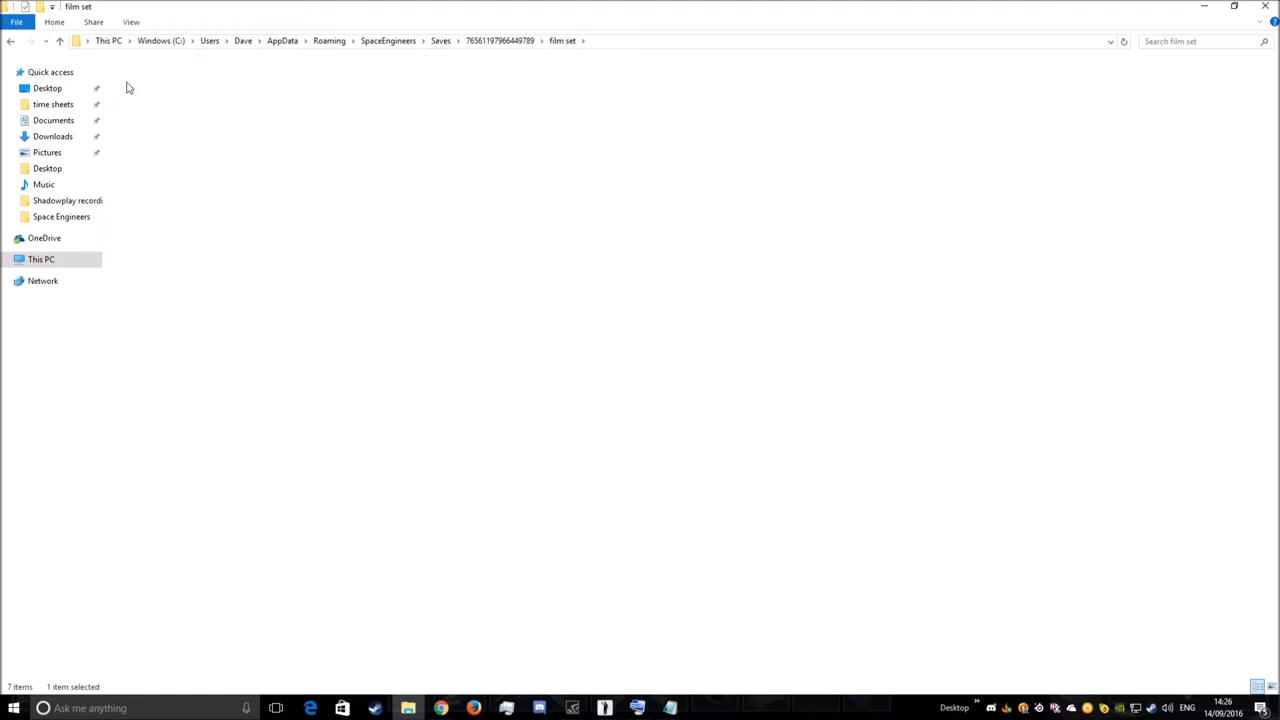 film set
File Home Share View
This PC Windows (C:) Users Dave AppData Roaming SpaceEngineers Saves 76561197966449789 film set
Search film set
Quick access
Desktop
time sheets
Documents
Downloads
Pictures
Desktop
Music
Shadowplay recordi
Space Engineers
OneDrive
This PC
Network
7 items 1 item selected
Ask me anything
Desktop
ENG
14:26
14/09/2016